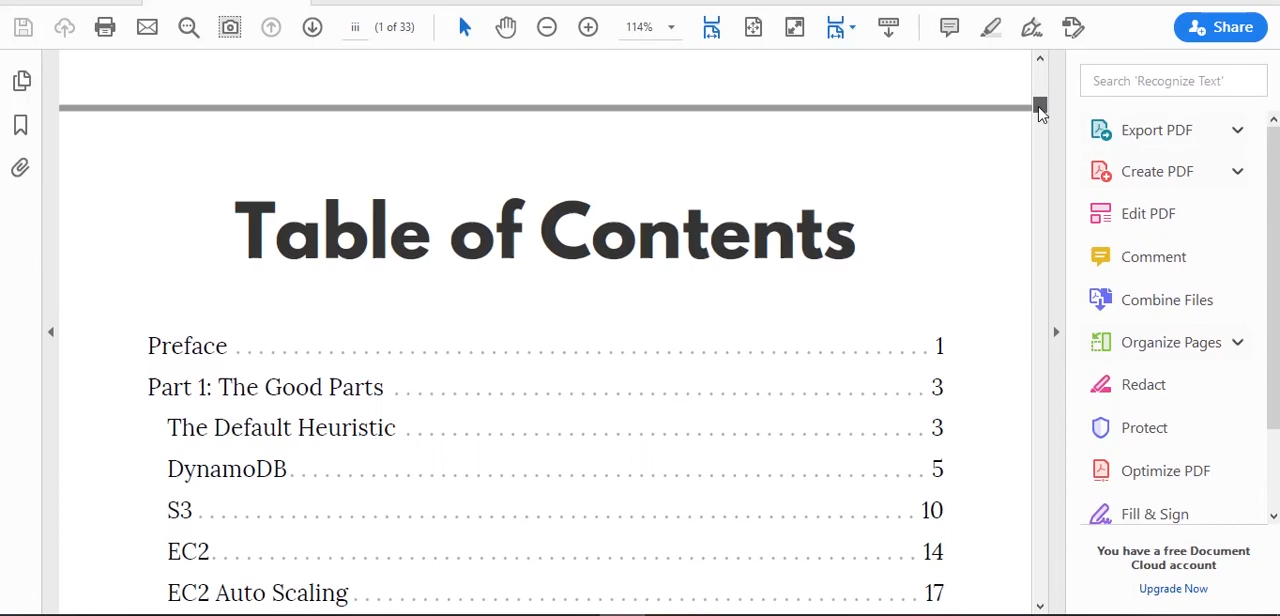 iii (1 of 33) 114% Share
Search 'Recognize Text'
Export PDF
Create PDF
Edit PDF
Comment
Combine Files
Organize Pages
Redact
Protect
Optimize PDF
Fill & Sign
You have a free Document
Cloud account
Upgrade Now
Table of Contents
Preface . . . . . . . . . . . . . . . . . . . . . . . . . . . . . . 1
Part 1: The Good Parts . . . . . . . . . . . . . . . . . . . . . . . . 3
The Default Heuristic . . . . . . . . . . . . . . . . . . . . . . . . 3
DynamoDB . . . . . . . . . . . . . . . . . . . . . . . . . . . . 5
S3 . . . . . . . . . . . . . . . . . . . . . . . . . . . . . . 10
EC2 . . . . . . . . . . . . . . . . . . . . . . . . . . . . . . 14
EC2 Auto Scaling . . . . . . . . . . . . . . . . . . . . . . . . 17